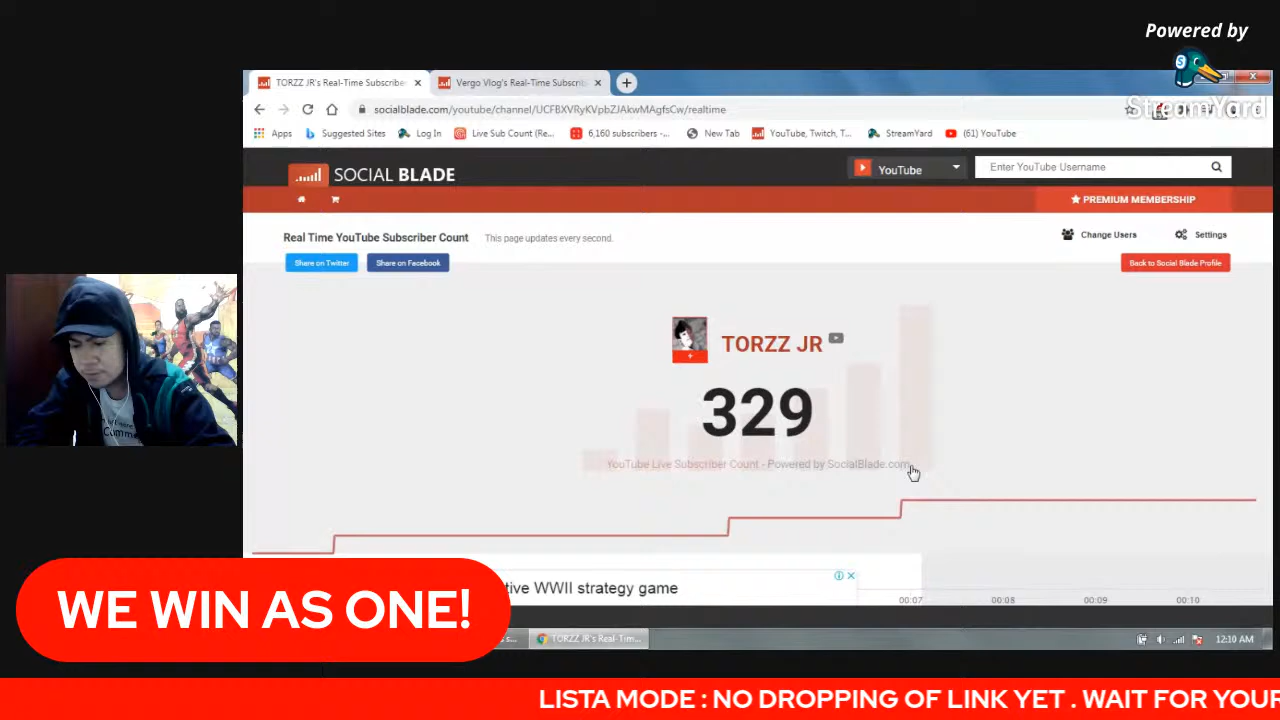 Powered by
StreamYard
TORZZ JR's Real-Time Subscribe
Vergo Vlog's Real-Time Subscrib
socialblade.com/youtube/channel/UCFBXVRyKVpbZJAkwMAgfsCw/realtime
Apps
Suggested Sites
Log In
Live Sub Count (Re...
6,160 subscribers -...
New Tab
YouTube, Twitch, T...
StreamYard
(61) YouTube
SOCIAL BLADE
YouTube
Enter YouTube Username
PREMIUM MEMBERSHIP
Real Time YouTube Subscriber Count
This page updates every second.
Change Users
Settings
Share on Twitter
Share on Facebook
Back to Social Blade Profile
TORZZ JR
329
YouTube Live Subscriber Count - Powered by SocialBlade.com
tive WWII strategy game
00:07
00:08
00:09
00:10
WE WIN AS ONE!
TORZZ JR's Real-Tim...
12:10 AM
LISTA MODE : NO DROPPING OF LINK YET . WAIT FOR YOUR